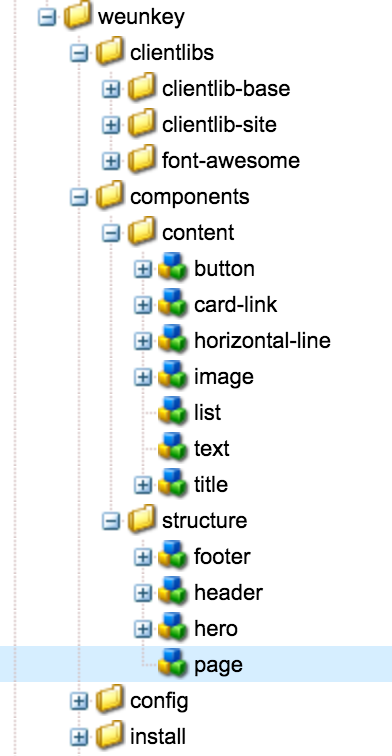 weunkey
clientlibs
clientlib-base
clientlib-site
font-awesome
components
content
button
card-link
horizontal-line
image
list
text
title
structure
footer
header
hero
page
config
install